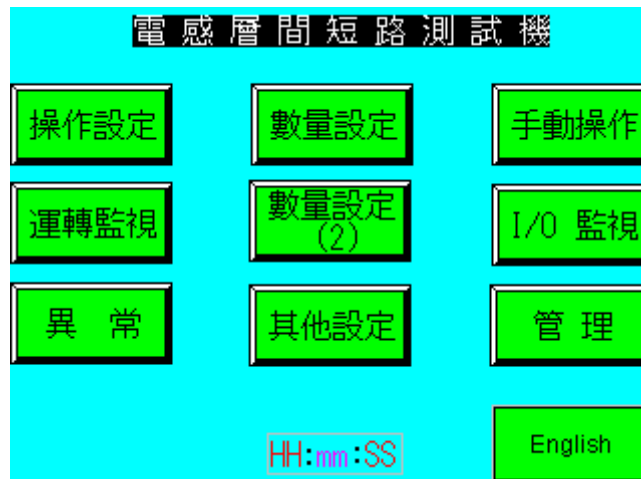 電感層間短路測試機
操作設定
數量設定
手動操作
運轉監視
數量設定
(2)
I/O 監視
異 常
其他設定
管 理
HH:mm:SS
English